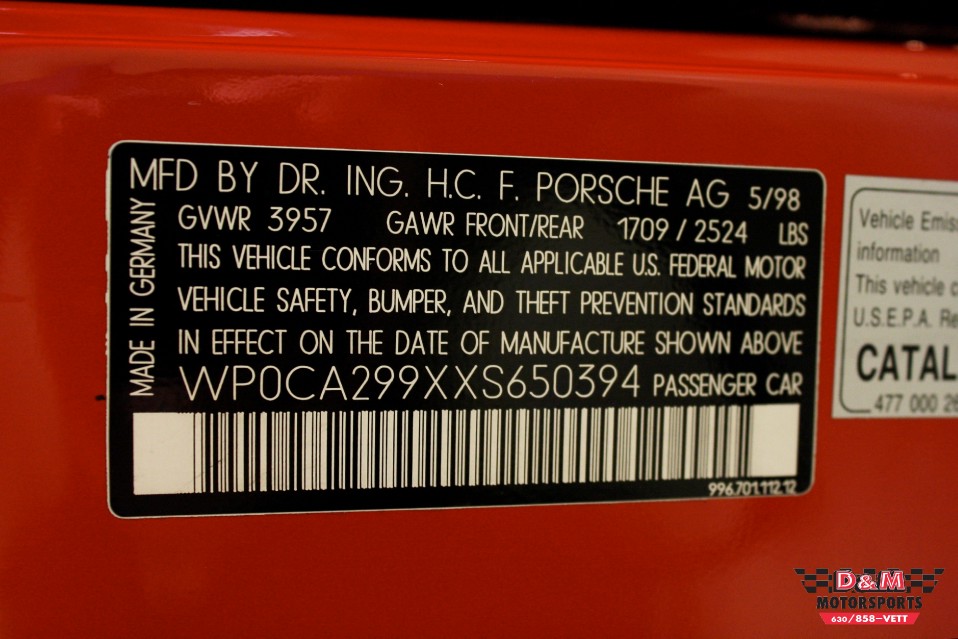 MFD BY DR. ING. H.C. F. PORSCHE AG 5/98
GVWR 3957 GAWR FRONT/REAR 1709 / 2524 LBS
THIS VEHICLE CONFORMS TO ALL APPLICABLE U.S. FEDERAL MOTOR
VEHICLE SAFETY, BUMPER, AND THEFT PREVENTION STANDARDS
IN EFFECT ON THE DATE OF MANUFACTURE SHOWN ABOVE
WP0CA299XXS650394 PASSENGER CAR
996.701.112.12
MADE IN GERMANY
Vehicle Emis
information
This vehicle c
U.S.E.P.A. Re
CATAL
477 000 26
D&M
MOTORSPORTS
630/858-VETT